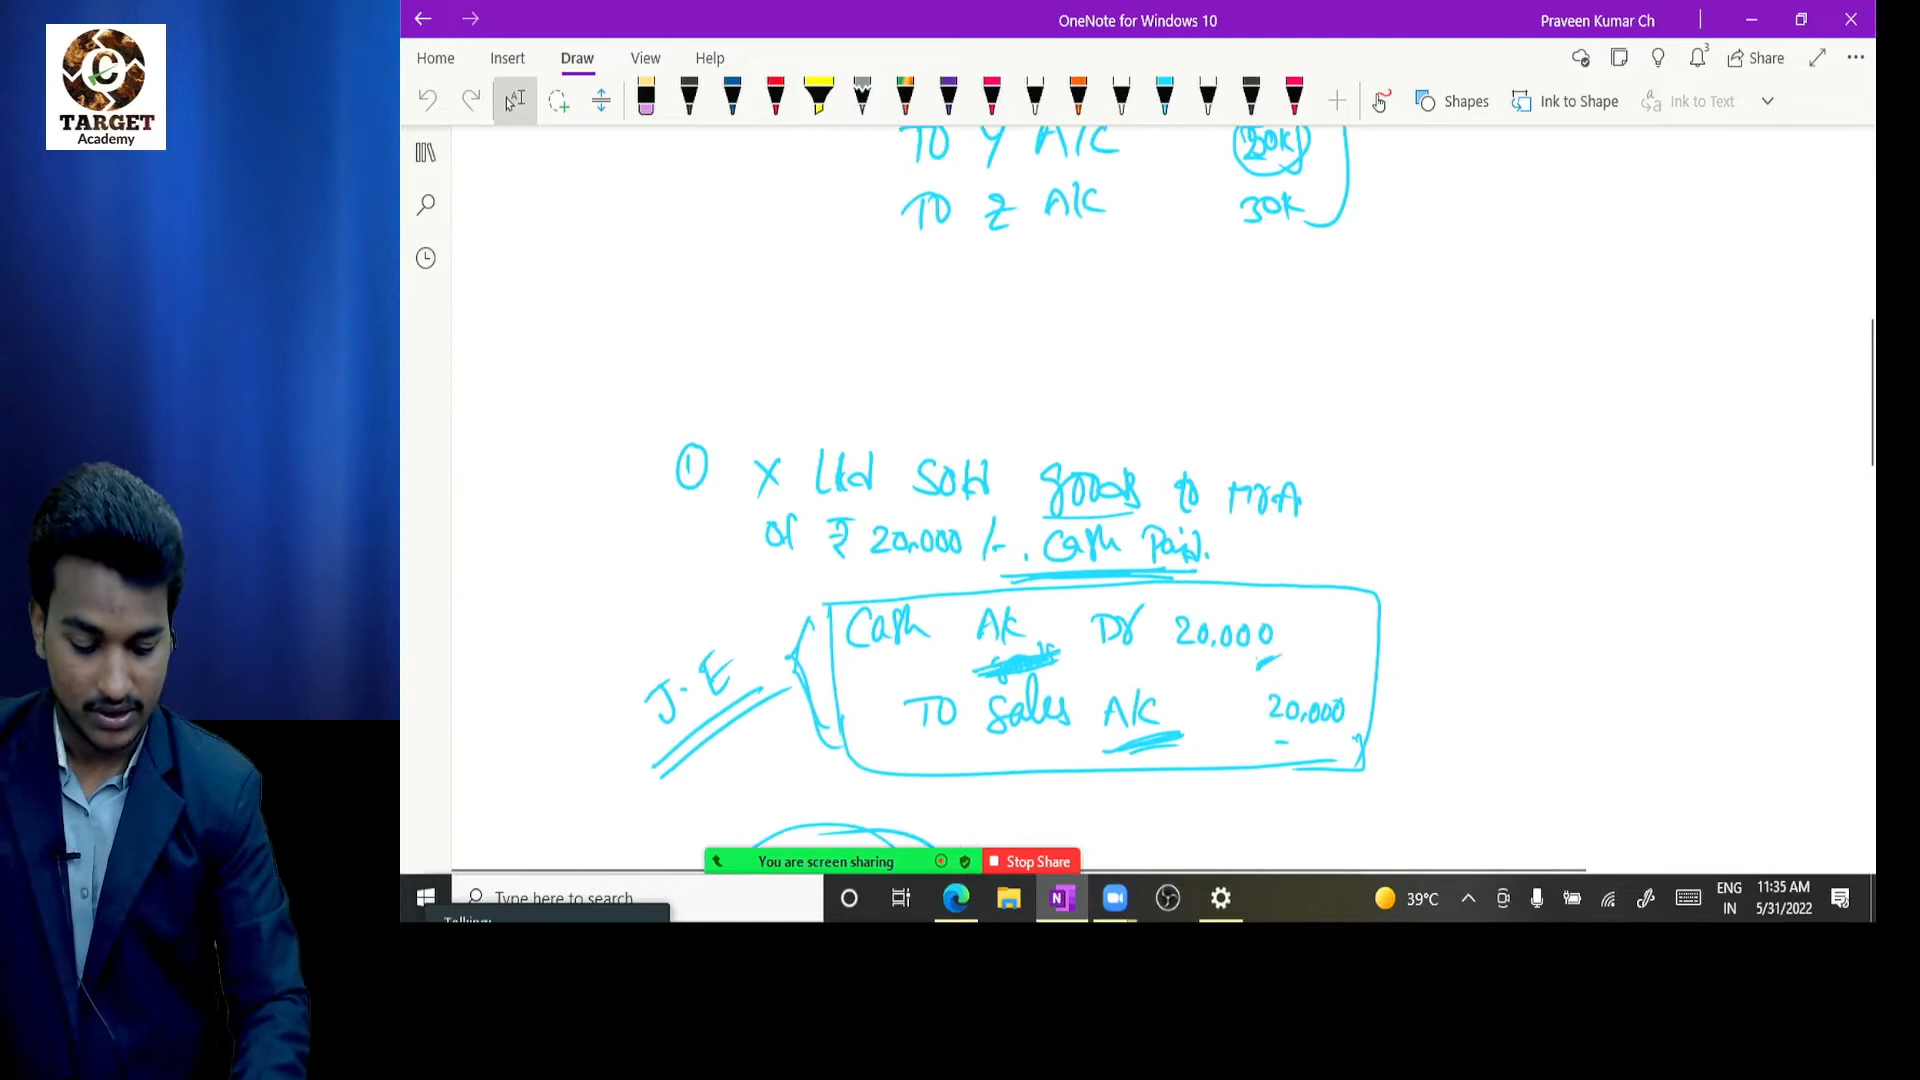 TARGET
Academy
OneNote for Windows 10
Praveen Kumar Ch
Home Insert Draw View Help
3
Share
Shapes
Ink to Shape
Ink to Text
TO Y A/C
TO Z A/C 30K
① X Ltd Sold goods to Mr A
of ₹ 20,000 /-. Cash Paid.
J.E
Cash A/c Dr 20,000
TO Sales A/c 20,000
You are screen sharing
Stop Share
Type here to search
Talking:
39°C
ENG
IN
11:35 AM
5/31/2022